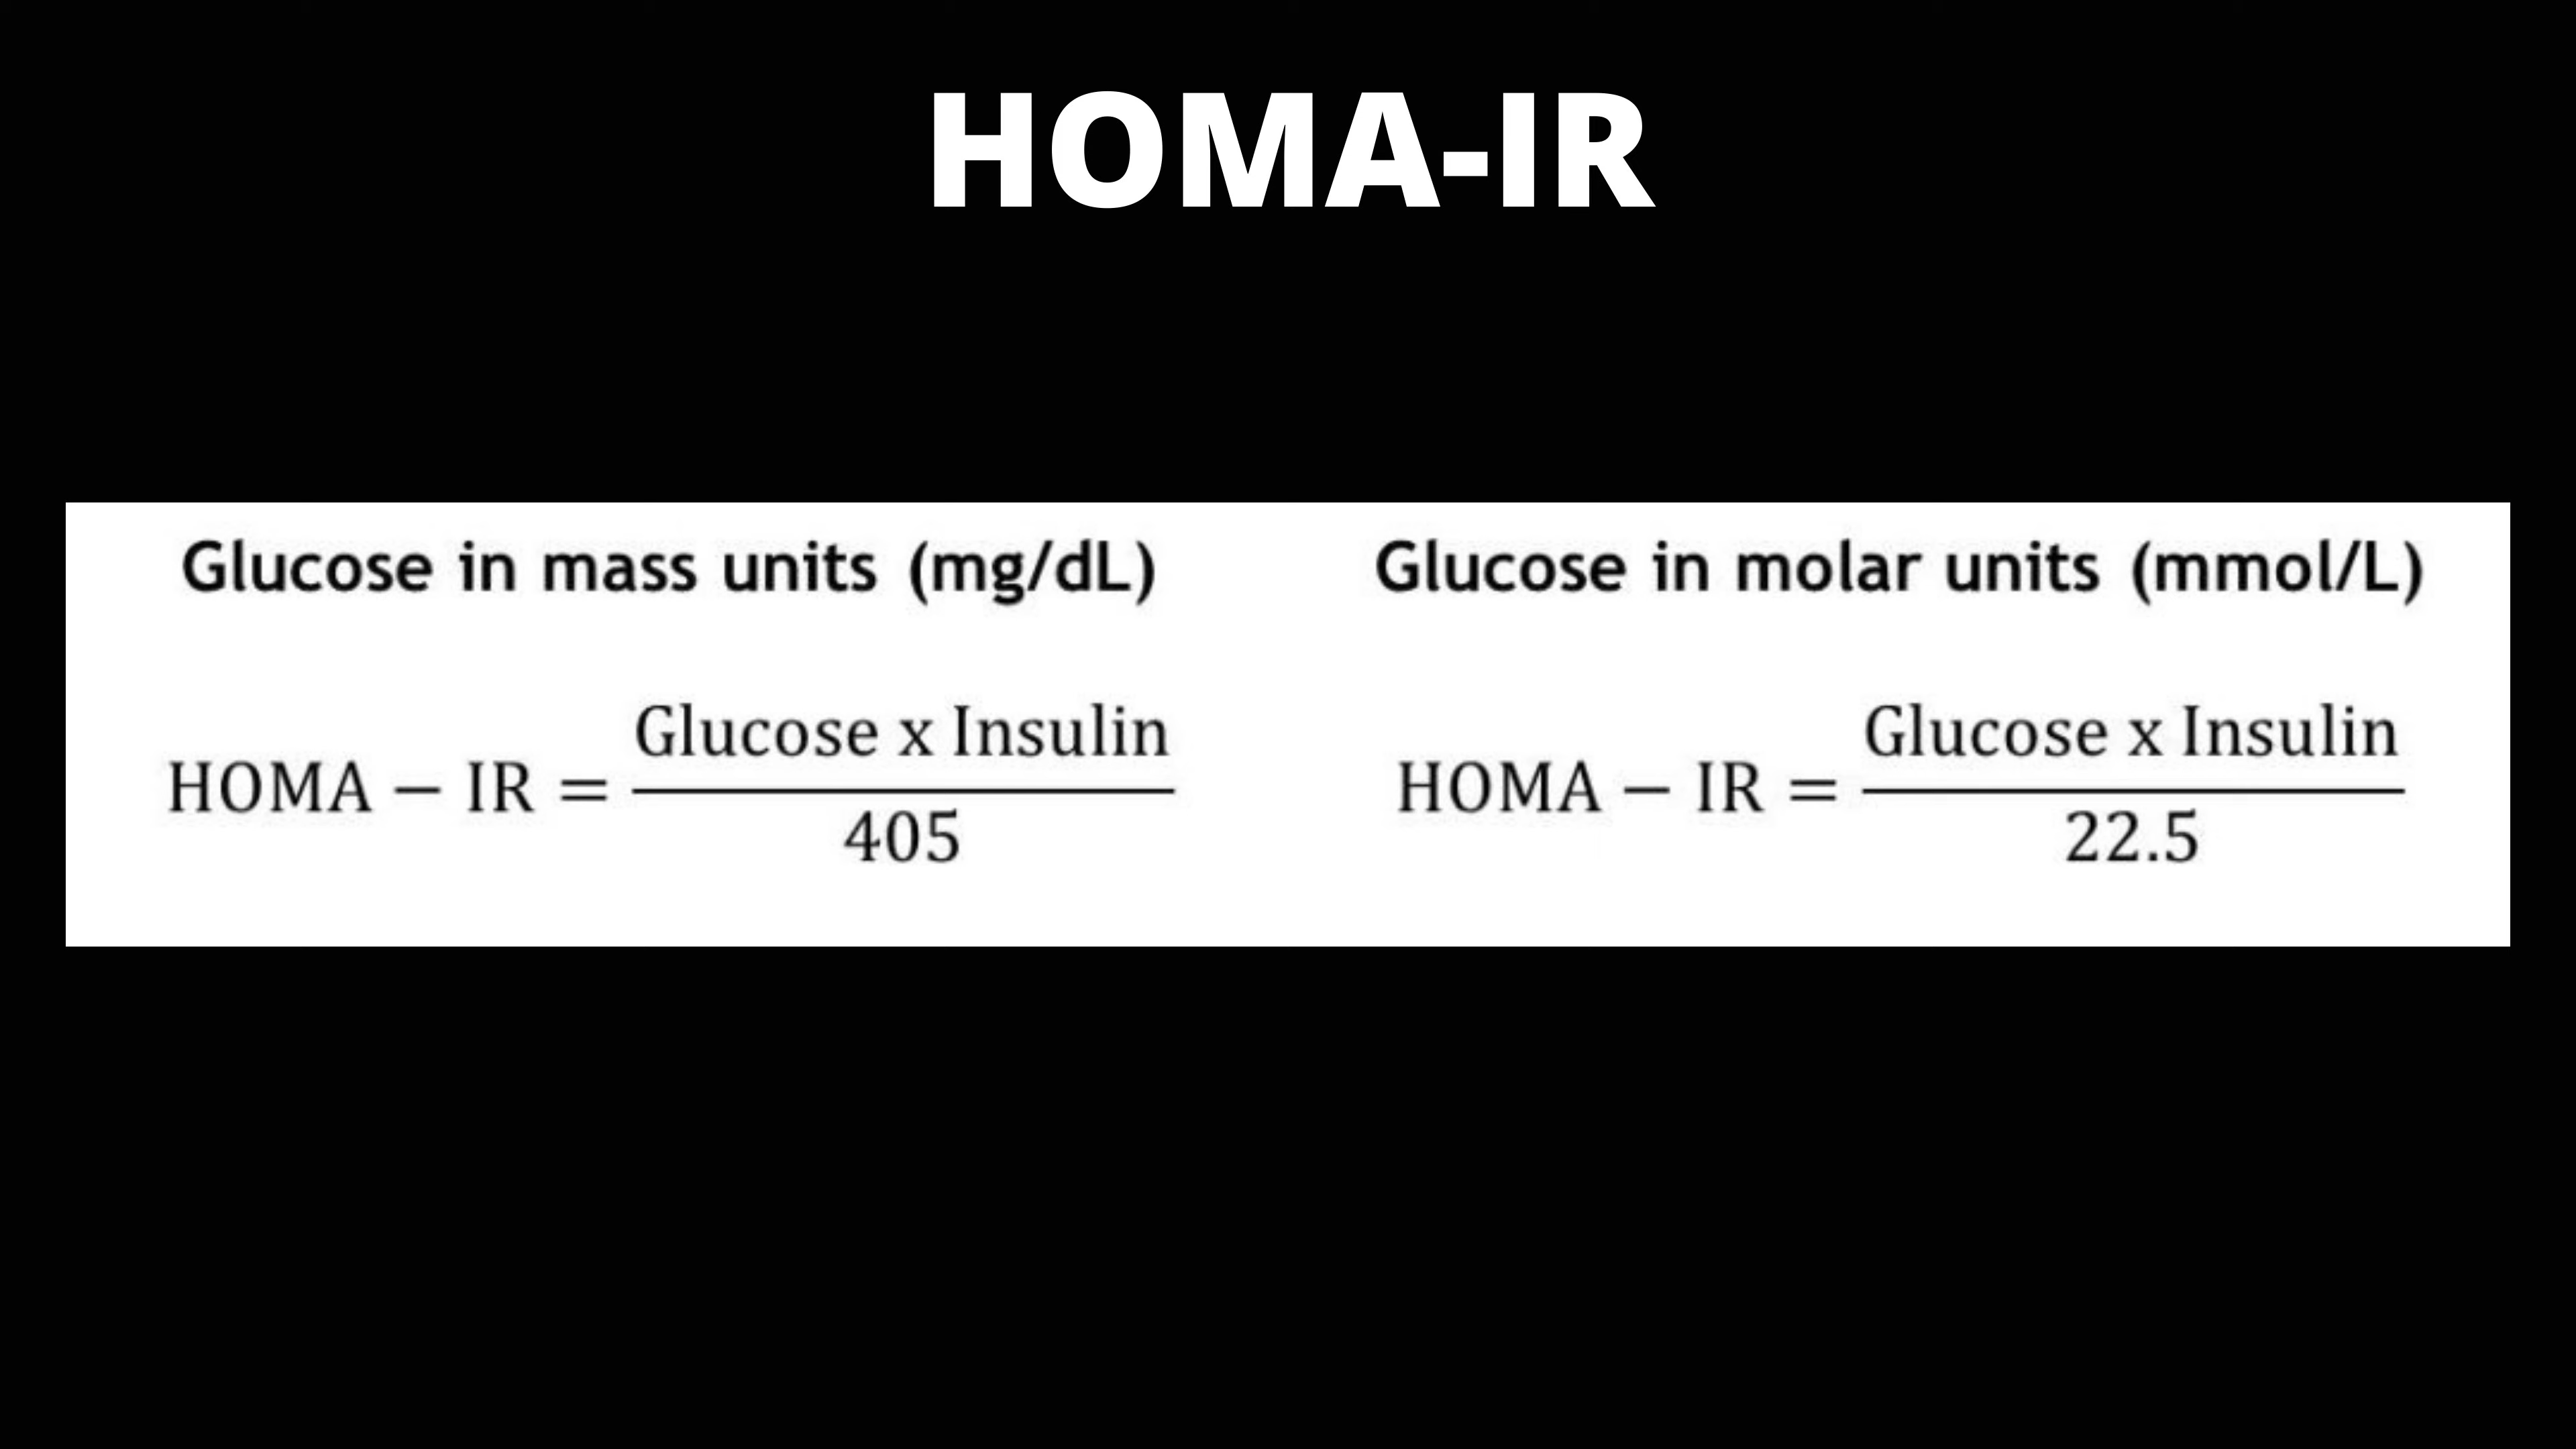 HOMA-IR
Glucose in mass units (mg/dL)
HOMA − IR = Glucose x Insulin / 405
Glucose in molar units (mmol/L)
HOMA − IR = Glucose x Insulin / 22.5